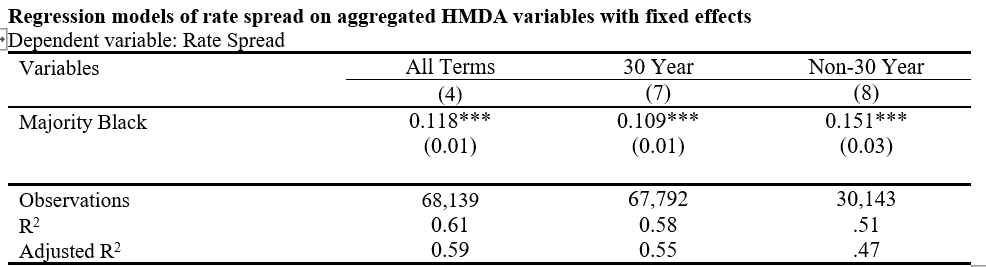 Regression models of rate spread on aggregated HMDA variables with fixed effects
Dependent variable: Rate Spread
Variables All Terms 30 Year Non-30 Year
(4) (7) (8)
Majority Black 0.118*** 0.109*** 0.151***
(0.01) (0.01) (0.03)
Observations 68,139 67,792 30,143
R² 0.61 0.58 .51
Adjusted R² 0.59 0.55 .47